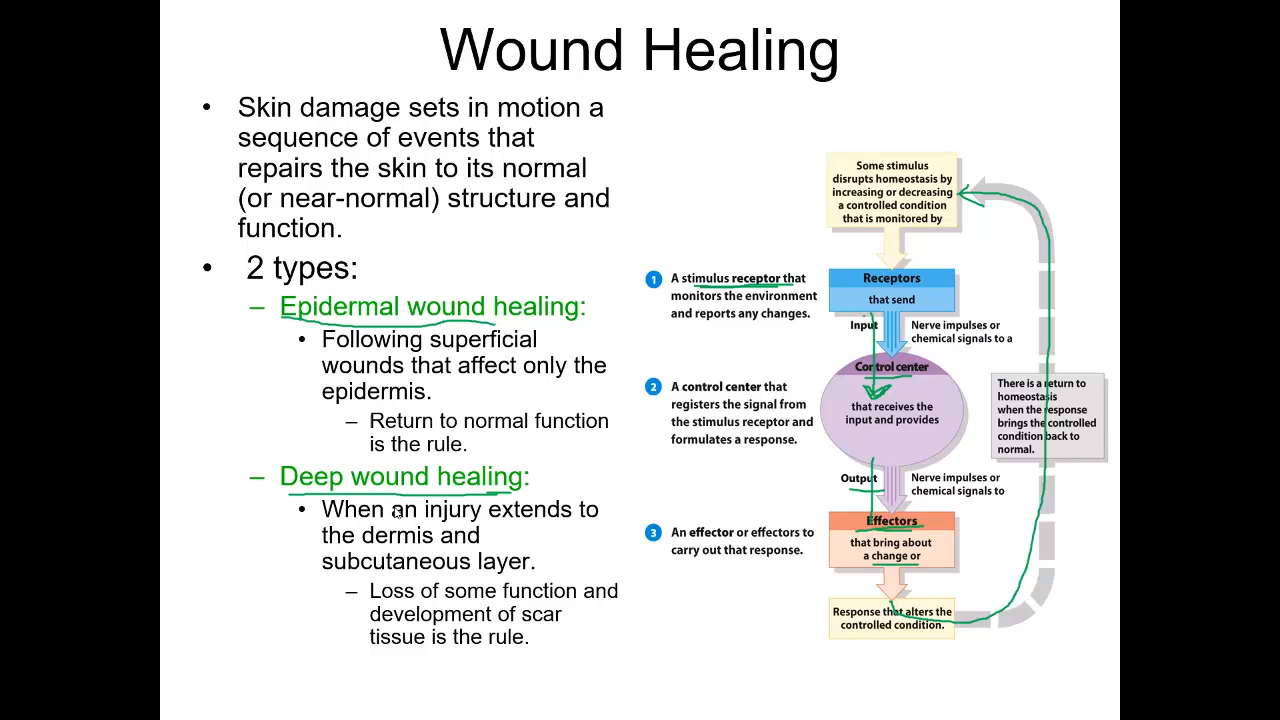 Wound Healing
• Skin damage sets in motion a
sequence of events that
repairs the skin to its normal
(or near-normal) structure and
function.
• 2 types:
– Epidermal wound healing:
• Following superficial
wounds that affect only the
epidermis.
– Return to normal function
is the rule.
– Deep wound healing:
• When an injury extends to
the dermis and
subcutaneous layer.
– Loss of some function and
development of scar
tissue is the rule.
Some stimulus
disrupts homeostasis by
increasing or decreasing
a controlled condition
that is monitored by
1 A stimulus receptor that
monitors the environment
and reports any changes.
Receptors
that send
Input
Nerve impulses or
chemical signals to a
2 A control center that
registers the signal from
the stimulus receptor and
formulates a response.
Control center
that receives the
input and provides
There is a return to
homeostasis
when the response
brings the controlled
condition back to
normal.
Output
Nerve impulses or
chemical signals to
3 An effector or effectors to
carry out that response.
Effectors
that bring about
a change or
Response that alters the
controlled condition.